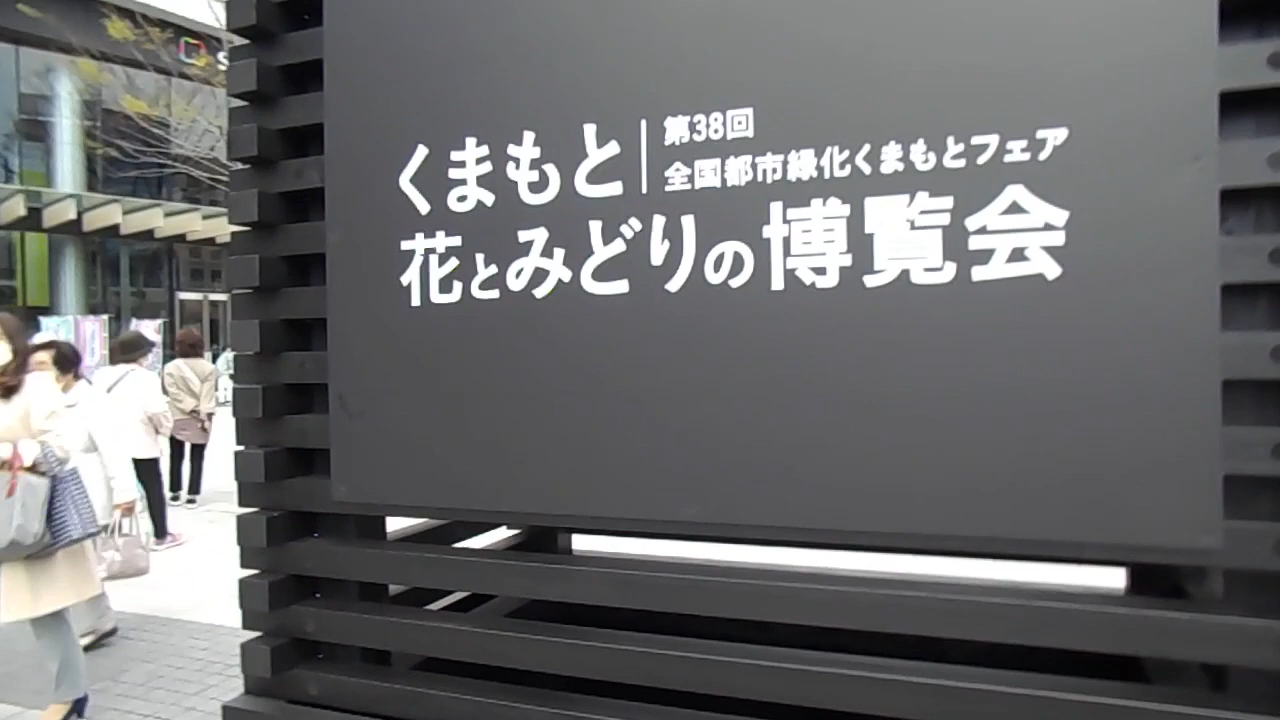 くまもと
第38回
全国都市緑化くまもとフェア
花とみどりの博覧会